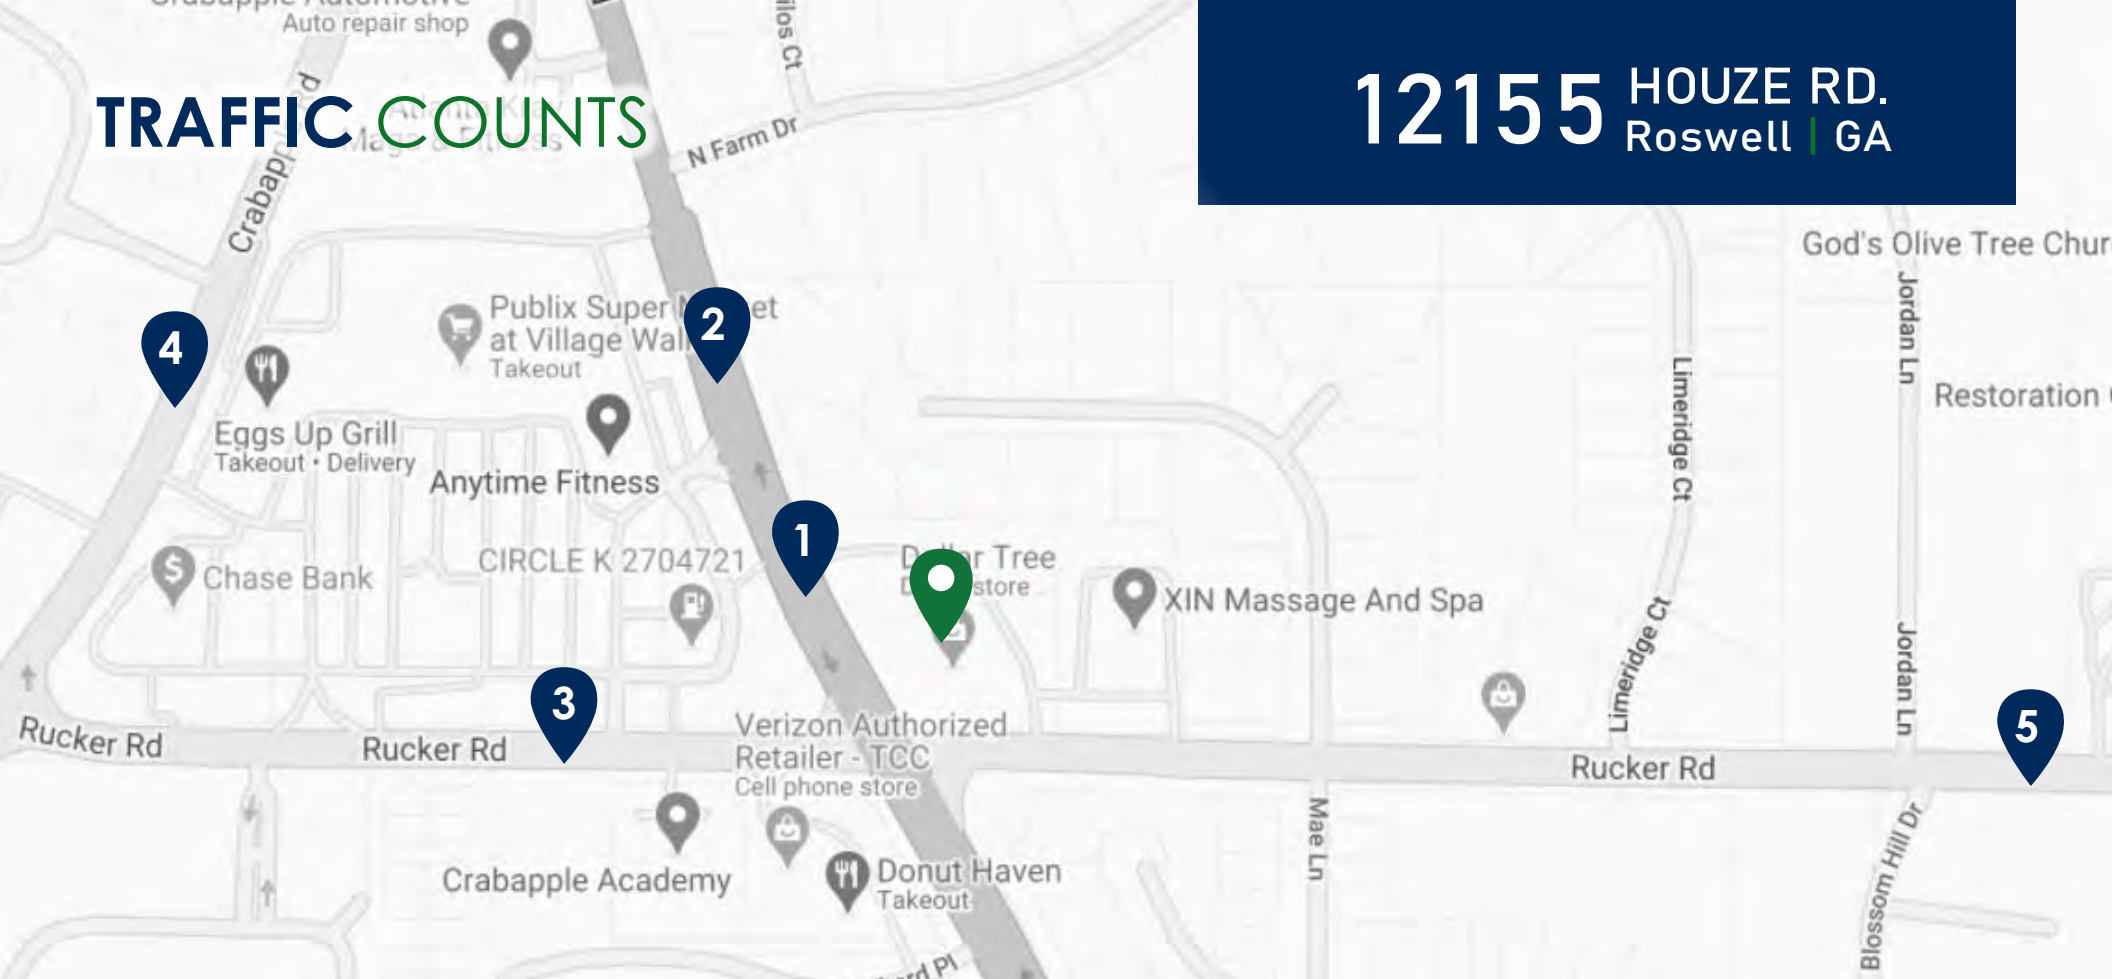 Auto repair shop
TRAFFIC COUNTS
12155 HOUZE RD.
Roswell | GA
N Farm Dr
God's Olive Tree Chur
Jordan Ln
Publix Super
at Village
Takeout
2
4
Limeridge Ct
Restoration
Eggs Up Grill
Takeout • Delivery
Anytime Fitness
1
CIRCLE K 2704721
Tree
store
Chase Bank
XIN Massage And Spa
Limeridge Ct
Jordan Ln
3
5
Rucker Rd
Rucker Rd
Verizon Authorized
Retailer - TCC
Cell phone store
Rucker Rd
Mae Ln
Blossom Hill Dr
Crabapple Academy
Donut Haven
Takeout